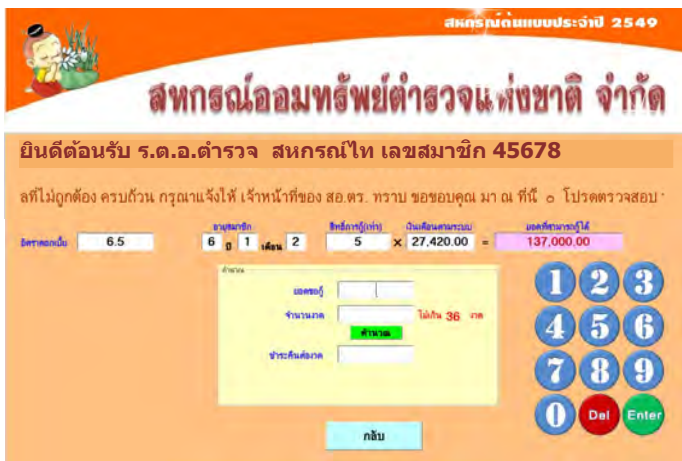 สหกรณ์ต้นแบบประจำปี 2549
สหกรณ์ออมทรัพย์ตำรวจแห่งชาติ จำกัด
ยินดีต้อนรับ ร.ต.อ.ตำรวจ สหกรณ์ไท เลขสมาชิก 45678
ลที่ไม่ถูกต้อง ครบถ้วน กรุณาแจ้งให้ เจ้าหน้าที่ของ สอ.ตร. ทราบ ขอขอบคุณ มา ณ ที่นี้ ๐ โปรดตรวจสอบ
อายุสมาชิก สิทธิ์การกู้(เท่า) เงินเดือนตามระบบ ยอดที่สามารถกู้ได้
อัตราดอกเบี้ย 6.5 6 ปี 1 เดือน 2 5 × 27,420.00 = 137,000.00
คำนวณ
ยอดขอกู้
จำนวนงวด ไม่เกิน 36 งวด
คำนวณ
ชำระคืนต่องวด
1 2 3
4 5 6
7 8 9
0 Del Enter
กลับ